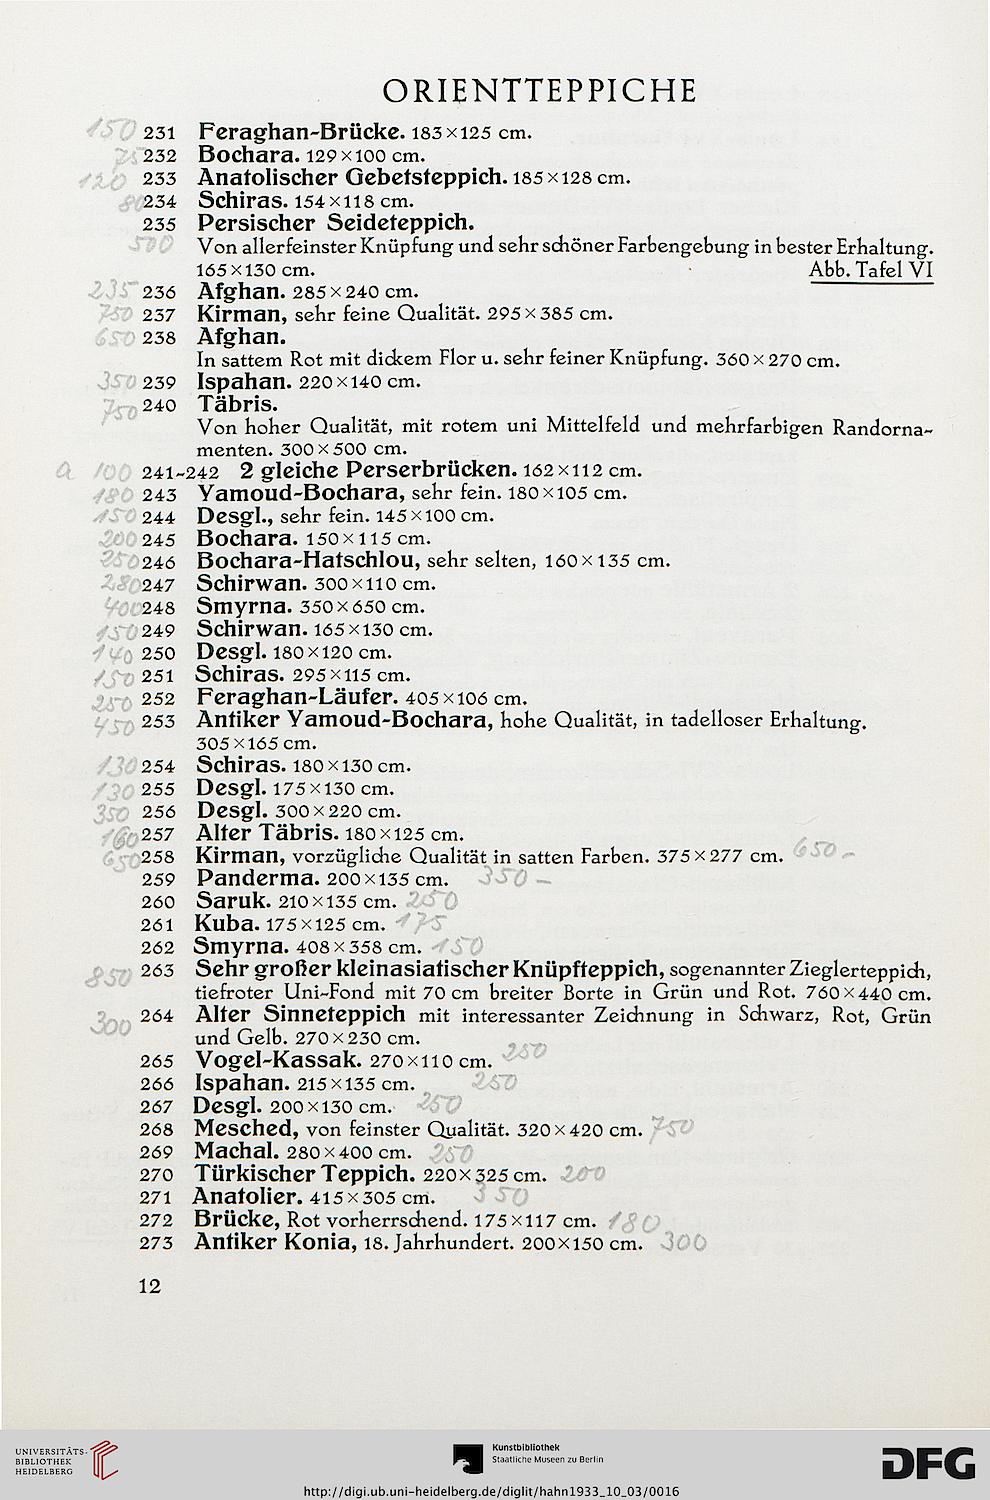 ORIENTTEPPICHE
150 231 Feraghan-Brücke. 183×125 cm.
75 232 Bochara. 129×100 cm.
120 233 Anatolischer Gebetsteppich. 185×128 cm.
80 234 Schiras. 154×118 cm.
235 Persischer Seideteppich.
500 Von allerfeinster Knüpfung und sehr schöner Farbengebung in bester Erhaltung.
165×130 cm. Abb. Tafel VI
235 236 Afghan. 285×240 cm.
750 237 Kirman, sehr feine Qualität. 295×385 cm.
650 238 Afghan.
In sattem Rot mit dickem Flor u. sehr feiner Knüpfung. 360×270 cm.
350 239 Ispahan. 220×140 cm.
750 240 Täbris.
Von hoher Qualität, mit rotem uni Mittelfeld und mehrfarbigen Randorna-
menten. 300×500 cm.
a 100 241-242 2 gleiche Perserbrücken. 162×112 cm.
180 243 Yamoud-Bochara, sehr fein. 180×105 cm.
150 244 Desgl., sehr fein. 145×100 cm.
200 245 Bochara. 150×115 cm.
250 246 Bochara-Hatschlou, sehr selten, 160×135 cm.
280 247 Schirwan. 300×110 cm.
400 248 Smyrna. 350×650 cm.
150 249 Schirwan. 165×130 cm.
140 250 Desgl. 180×120 cm.
150 251 Schiras. 295×115 cm.
250 252 Feraghan-Läufer. 405×106 cm.
450 253 Antiker Yamoud-Bochara, hohe Qualität, in tadelloser Erhaltung.
305×165 cm.
130 254 Schiras. 180×130 cm.
130 255 Desgl. 175×130 cm.
350 256 Desgl. 300×220 cm.
160 257 Alter Täbris. 180×125 cm.
650 258 Kirman, vorzügliche Qualität in satten Farben. 375×277 cm. 650 -
259 Panderma. 200×135 cm. 350 -
260 Saruk. 210×135 cm. 250
261 Kuba. 175×125 cm. 175
262 Smyrna. 408×358 cm. 150
850 263 Sehr großer kleinasiatischer Knüpfteppich, sogenannter Zieglerteppich,
tiefroter Uni-Fond mit 70 cm breiter Borte in Grün und Rot. 760×440 cm.
300 264 Alter Sinneteppich mit interessanter Zeichnung in Schwarz, Rot, Grün
und Gelb. 270×230 cm.
265 Vogel-Kassak. 270×110 cm. 250
266 Ispahan. 215×135 cm. 250
267 Desgl. 200×130 cm. 250
268 Mesched, von feinster Qualität. 320×420 cm. 750
269 Machal. 280×400 cm. 250
270 Türkischer Teppich. 220×325 cm. 200
271 Anatolier. 415×305 cm. 350
272 Brücke, Rot vorherrschend. 175×117 cm. 180
273 Antiker Konia, 18. Jahrhundert. 200×150 cm. 300
12
UNIVERSITÄTS-
BIBLIOTHEK
HEIDELBERG
Kunstbibliothek
Staatliche Museen zu Berlin
DFG
http://digi.ub.uni-heidelberg.de/diglit/hahn1933_10_03/0016